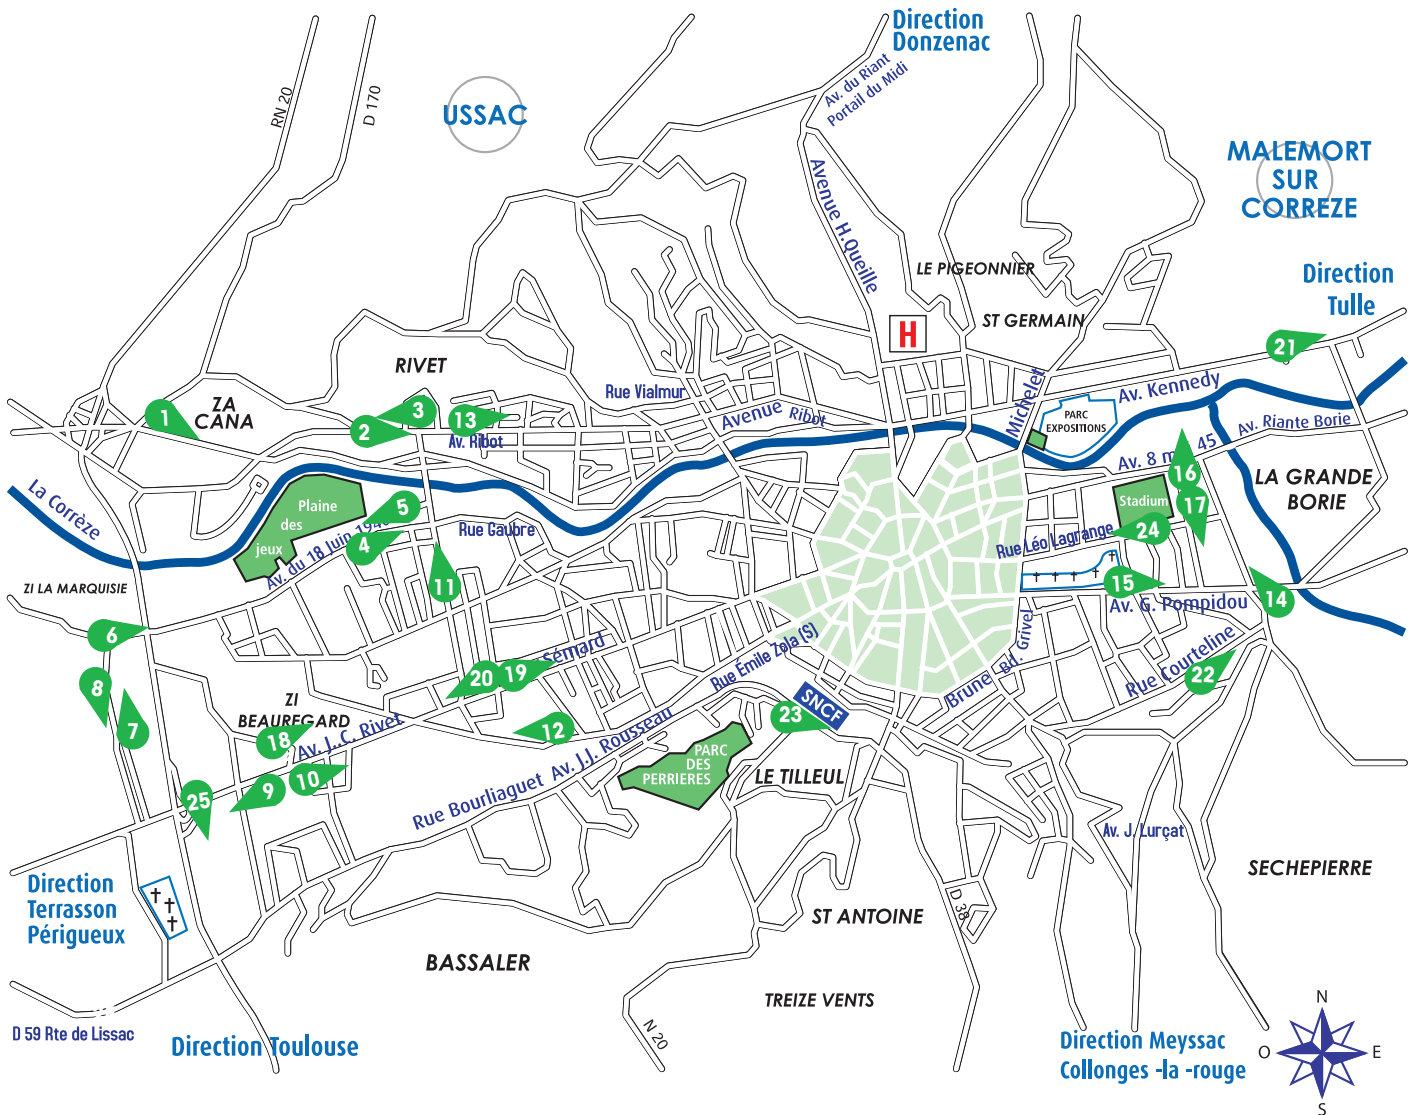 Direction
Donzenac
RN 20
D 170
USSAC
Av. du Riant
Portail du Midi
MALEMORT
SUR
CORREZE
Avenue H.Queille
LE PIGEONNIER
Direction
Tulle
ST GERMAIN
H
21
RIVET
Rue Vialmur
Michelet
Av. Kennedy
ZA
CANA
1
2
3
13
Av. Ribot
Avenue Ribot
PARC
EXPOSITIONS
Av. Riante Borie
Av. 8 m 45
16
LA GRANDE
BORIE
La Corrèze
Plaine
des
jeux
5
4
Av. du 18 Juin 194
Rue Gaubre
Stadium
17
24
Rue Léo Lagrange
ZI LA MARQUISIE
11
15
Av. G. Pompidou
14
6
Sémard
Rue Émile Zola (S)
Bd. Grivel
Brune
Rue Courteline
22
8
7
20
19
ZI
BEAUREGARD
18
Av. J..C. Rivet
12
SNCF
23
PARC
DES
PERRIERES
LE TILLEUL
Rue Bourliaguet
Av. J.J. Rousseau
10
9
25
Av. J. Lurçat
SECHEPIERRE
Direction
Terrasson
Périgueux
ST ANTOINE
D 38
BASSALER
TREIZE VENTS
N 20
D 59 Rte de Lissac
Direction Toulouse
Direction Meyssac
Collonges -la -rouge
N
O
E
S